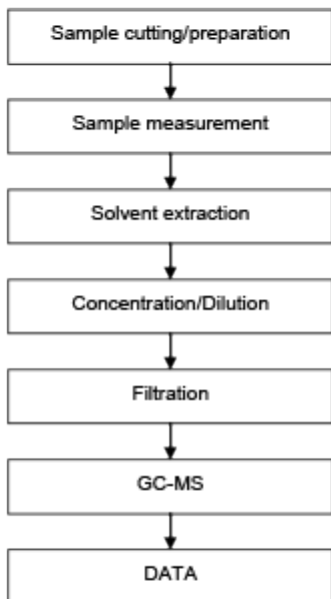 Sample cutting/preparation
Sample measurement
Solvent extraction
Concentration/Dilution
Filtration
GC-MS
DATA